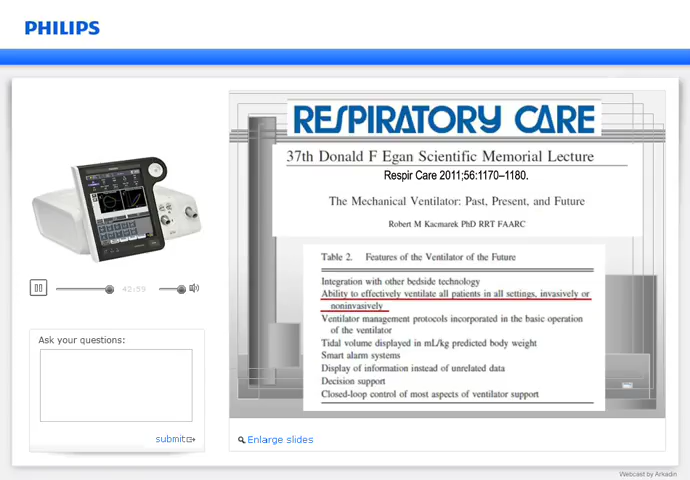 PHILIPS
RESPIRATORY CARE
37th Donald F Egan Scientific Memorial Lecture
Respir Care 2011;56:1170–1180.
The Mechanical Ventilator: Past, Present, and Future
Robert M Kacmarek PhD RRT FAARC
Table 2. Features of the Ventilator of the Future
Integration with other bedside technology
Ability to effectively ventilate all patients in all settings, invasively or
noninvasively
Ventilator management protocols incorporated in the basic operation
of the ventilator
Tidal volume displayed in mL/kg predicted body weight
Smart alarm systems
Display of information instead of unrelated data
Decision support
Closed-loop control of most aspects of ventilator support
42:59
Ask your questions:
submit
Enlarge slides
Webcast by Arkadin